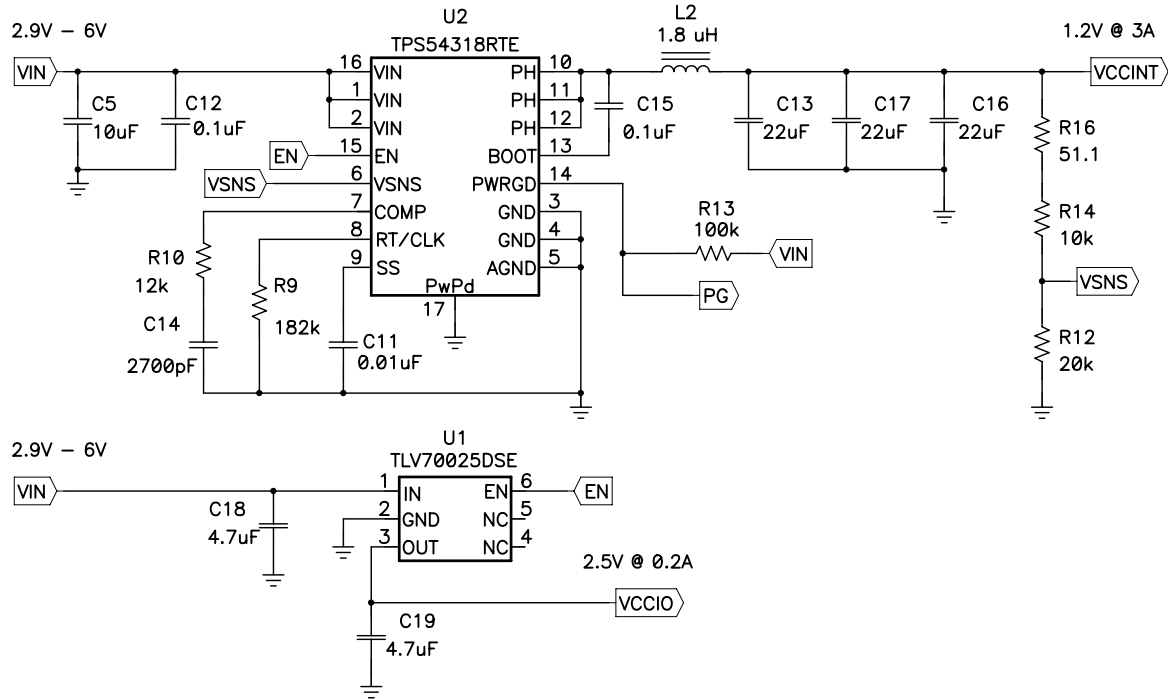 2.9V – 6V
VIN
C5
10uF
C12
0.1uF
U2
TPS54318RTE
16 VIN
1 VIN
2 VIN
EN
15 EN
VSNS
6 VSNS
7 COMP
8 RT/CLK
9 SS
PH 10
PH 11
PH 12
BOOT 13
PWRGD 14
GND 3
GND 4
AGND 5
PwPd
17
R10
12k
C14
2700pF
R9
182k
C11
0.01uF
L2
1.8 uH
C15
0.1uF
R13
100k
VIN
PG
C13
22uF
C17
22uF
C16
22uF
1.2V @ 3A
VCCINT
R16
51.1
R14
10k
VSNS
R12
20k
2.9V – 6V
VIN
C18
4.7uF
U1
TLV70025DSE
1 IN
2 GND
3 OUT
EN 6
NC 5
NC 4
EN
2.5V @ 0.2A
VCCIO
C19
4.7uF